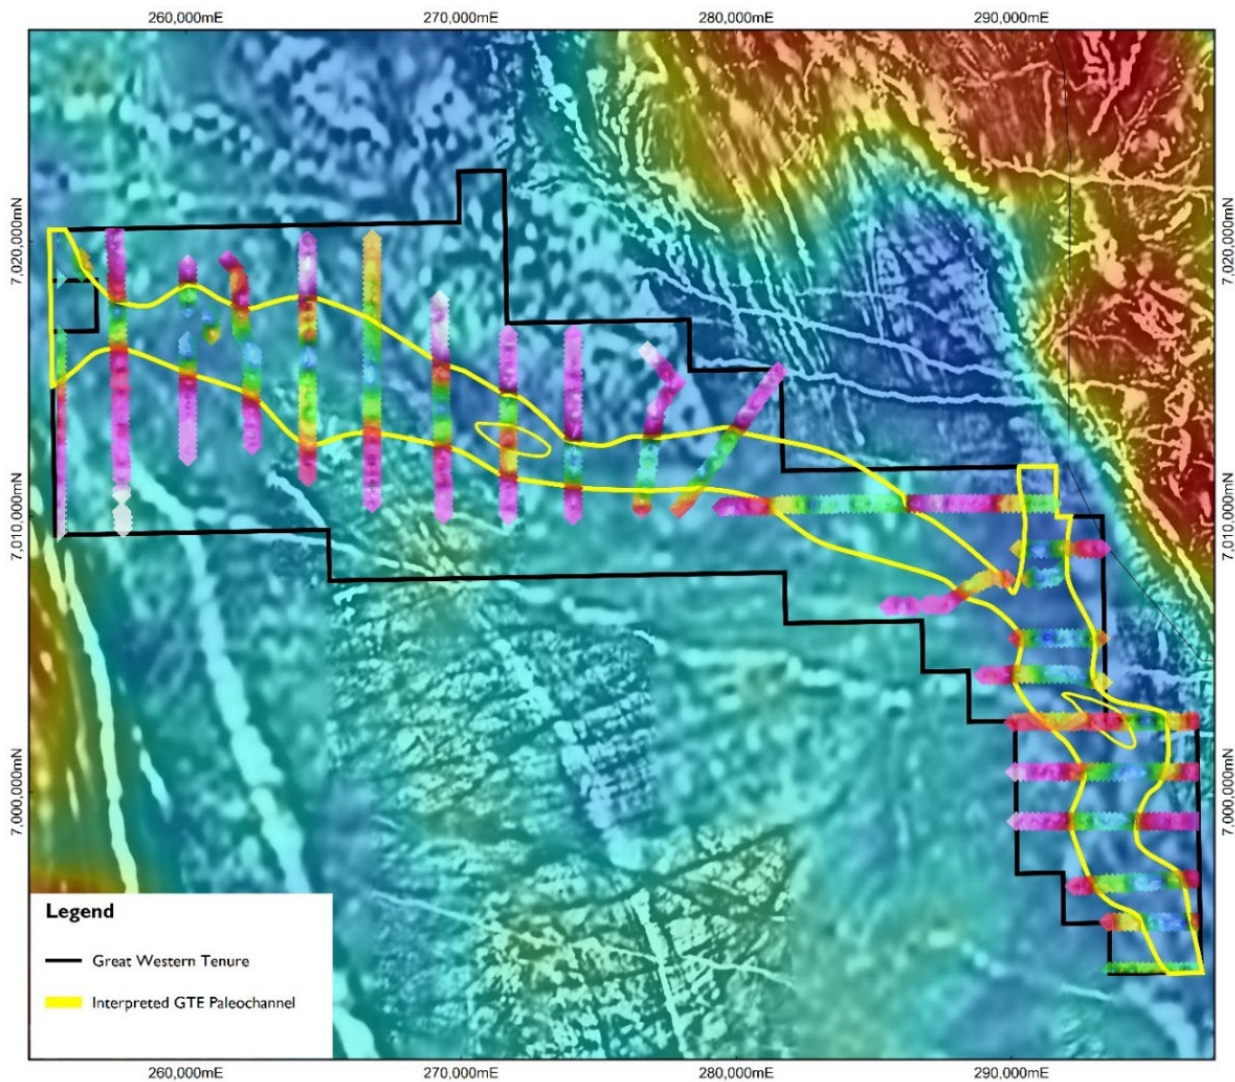 260,000mE 270,000mE 280,000mE 290,000mE
7,020,000mN 7,020,000mN
7,010,000mN 7,010,000mN
7,000,000mN 7,000,000mN
Legend
Great Western Tenure
Interpreted GTE Paleochannel
260,000mE 270,000mE 280,000mE 290,000mE